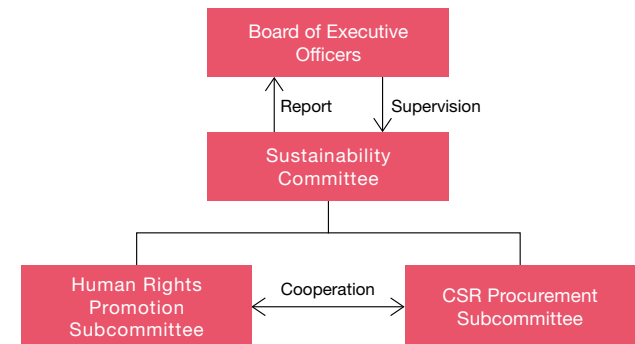 Board of Executive
Officers
Report
Supervision
Sustainability
Committee
Human Rights
Promotion
Subcommittee
Cooperation
CSR Procurement
Subcommittee